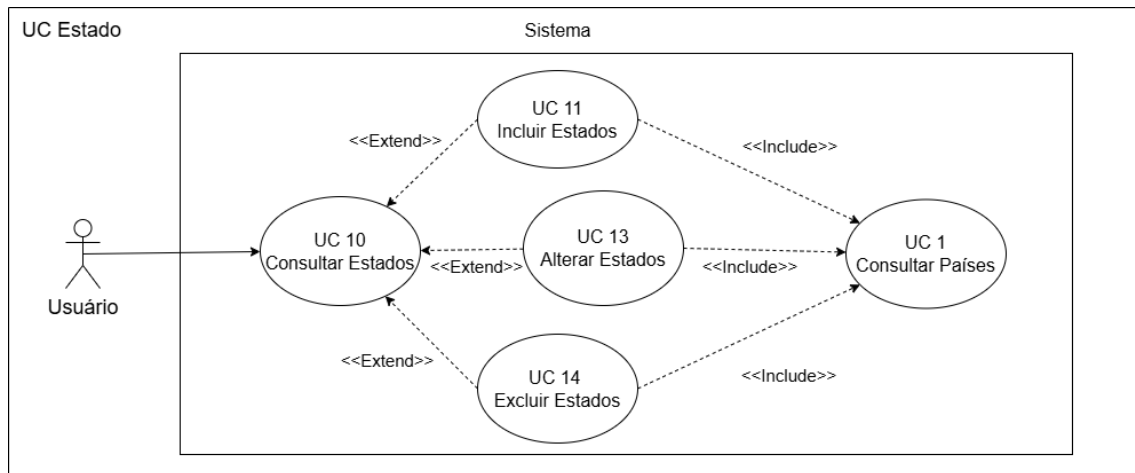 UC Estado
Sistema
UC 11
Incluir Estados
<<Extend>>
<<Include>>
UC 10
Consultar Estados
<<Extend>>
UC 13
Alterar Estados
<<Include>>
UC 1
Consultar Países
Usuário
<<Extend>>
UC 14
Excluir Estados
<<Include>>